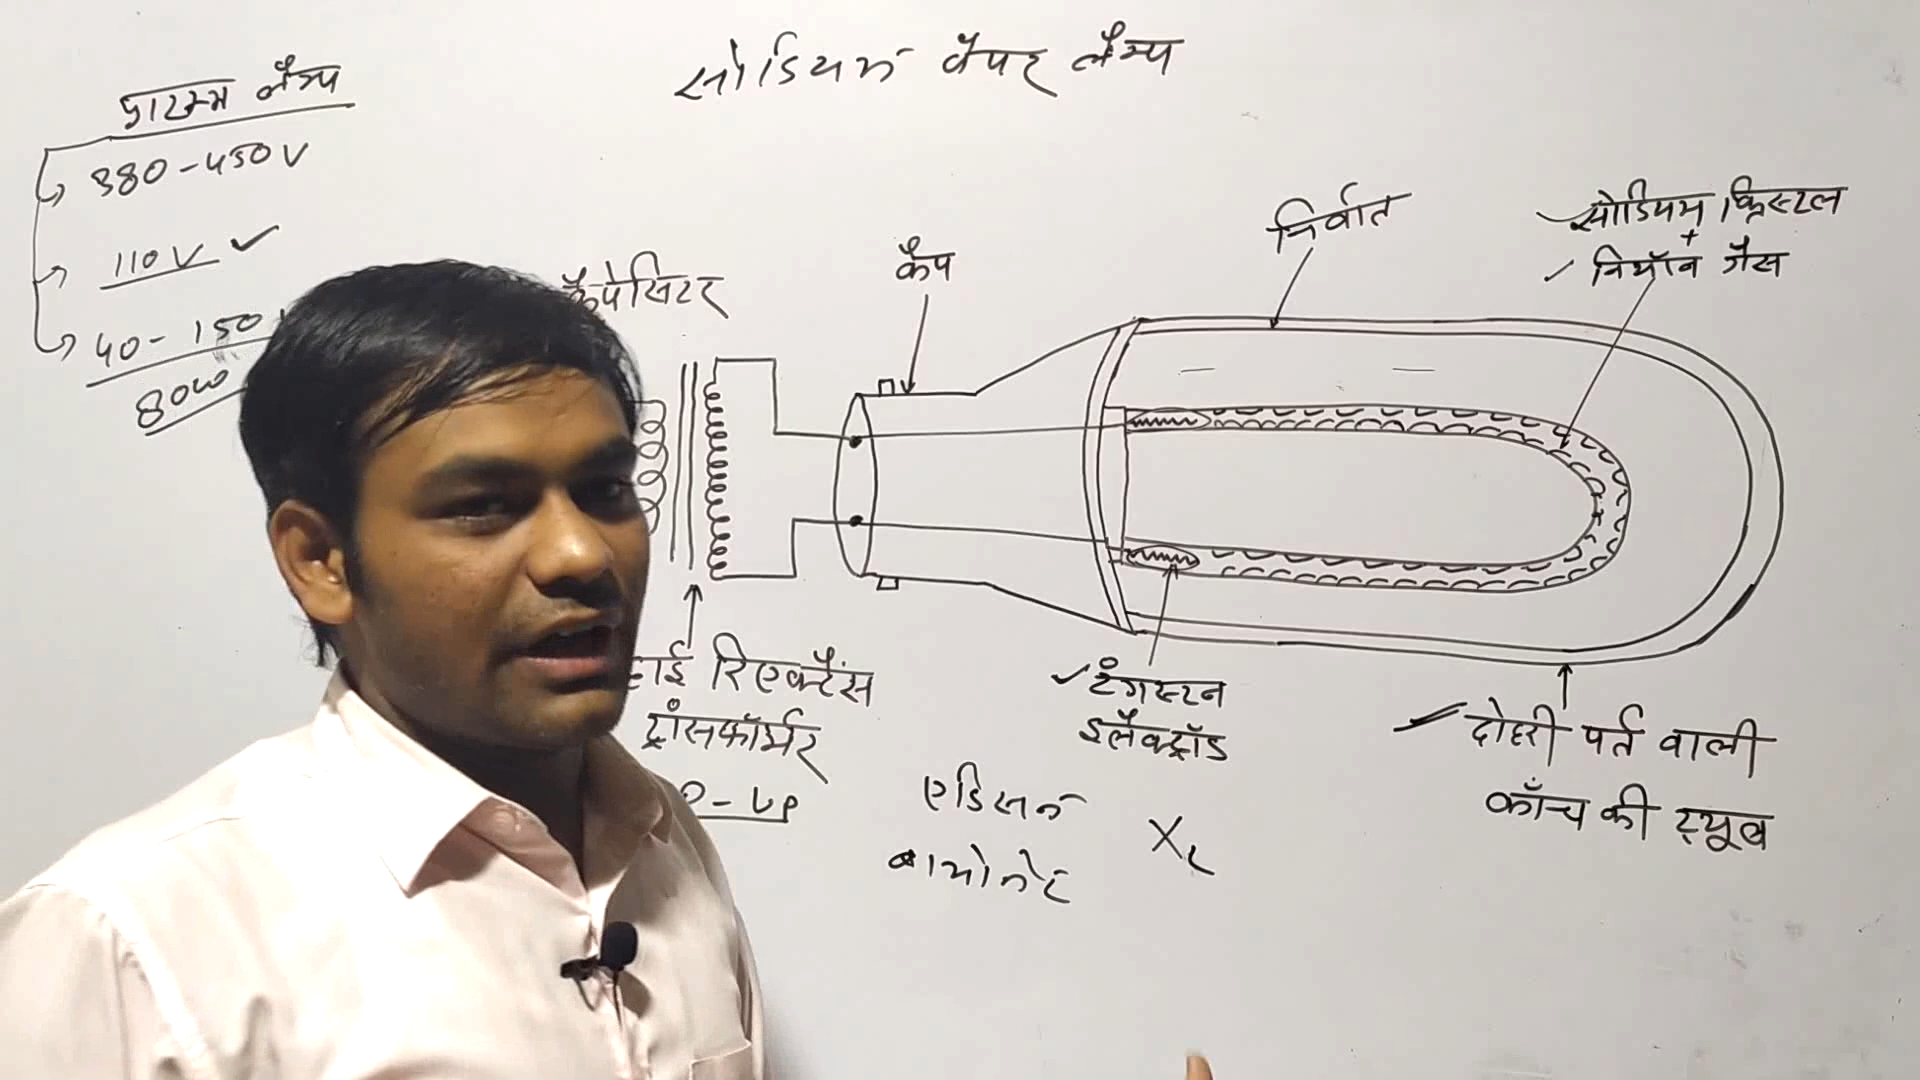 सोडियम वेपर लैम्प
प्रारम्भ लैम्प
380-450V
110V ✓
40-150
80W
कैपेसिटर
कैप
निर्वात
सोडियम क्रिस्टल
+
नियॉन गैस
हाई रिएक्टैंस
ट्रांसफॉर्मर
टंगस्टन
इलैक्ट्रॉड
दोहरी पर्त वाली
काँच की ट्यूब
एडिसन
बायोनेट
XL